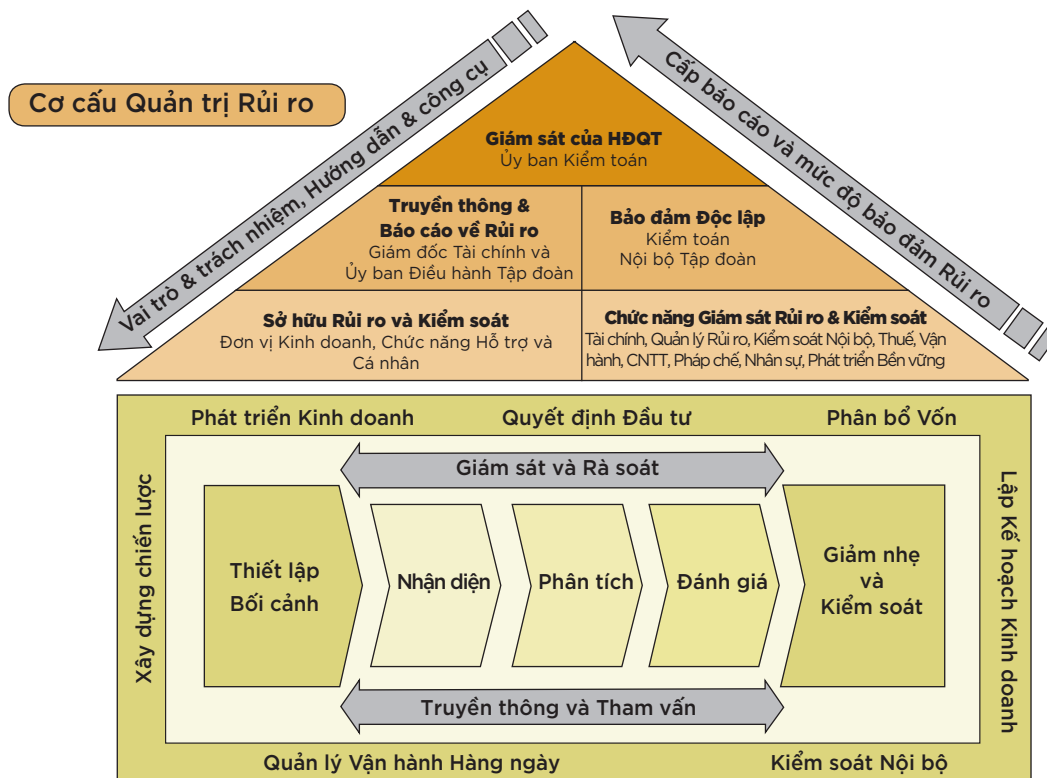 Cơ cấu Quản trị Rủi ro
Vai trò & trách nhiệm, Hướng dẫn & công cụ
Cấp báo cáo và mức độ bảo đảm Rủi ro
Giám sát của HĐQT
Ủy ban Kiểm toán
Truyền thông &
Báo cáo về Rủi ro
Giám đốc Tài chính và
Ủy ban Điều hành Tập đoàn
Bảo đảm Độc lập
Kiểm toán
Nội bộ Tập đoàn
Sở hữu Rủi ro và Kiểm soát
Đơn vị Kinh doanh, Chức năng Hỗ trợ và
Cá nhân
Chức năng Giám sát Rủi ro & Kiểm soát
Tài chính, Quản lý Rủi ro, Kiểm soát Nội bộ, Thuế, Vận
hành, CNTT, Pháp chế, Nhân sự, Phát triển Bền vững
Phát triển Kinh doanh
Quyết định Đầu tư
Phân bổ Vốn
Xây dựng chiến lược
Giám sát và Rà soát
Thiết lập
Bối cảnh
Nhận diện
Phân tích
Đánh giá
Giảm nhẹ
và
Kiểm soát
Truyền thông và Tham vấn
Lập Kế hoạch Kinh doanh
Quản lý Vận hành Hàng ngày
Kiểm soát Nội bộ